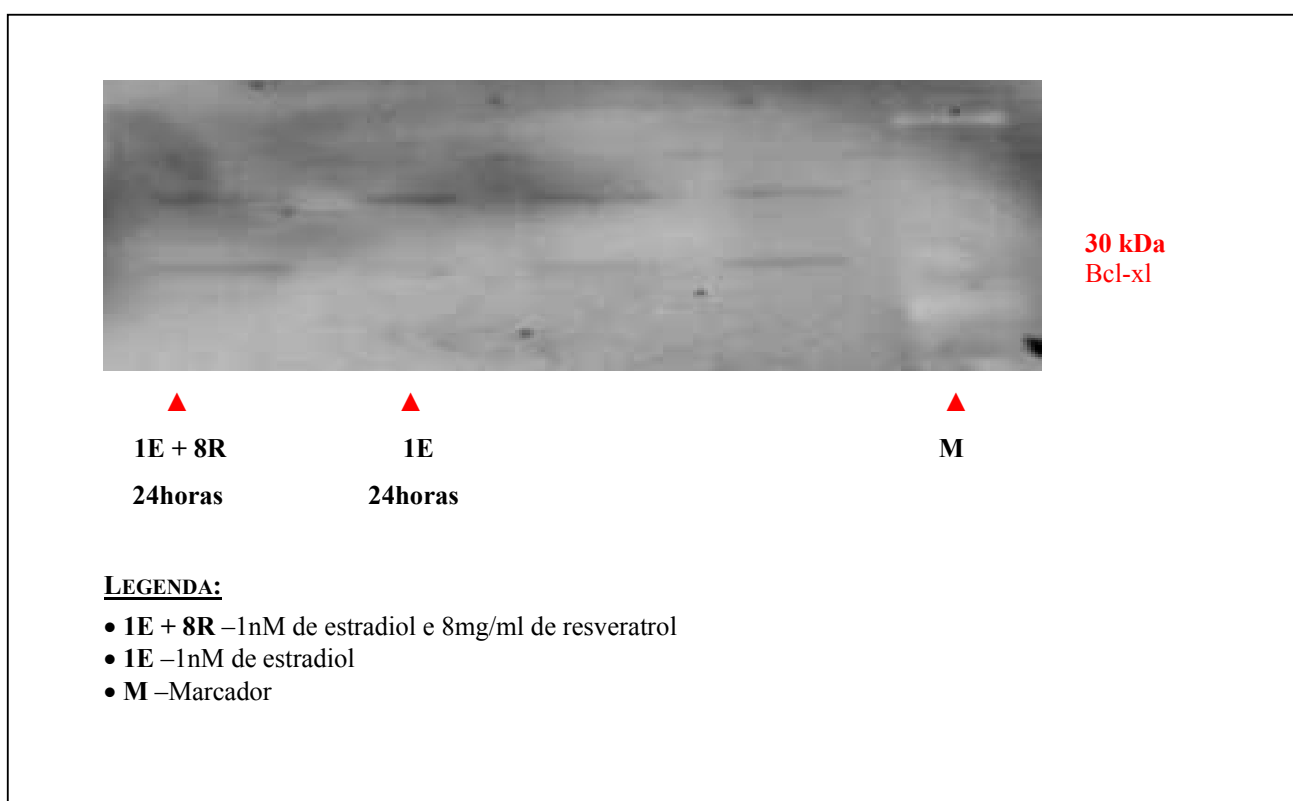 30 kDa
Bcl-xl
1E + 8R
1E
M
24horas
24horas
LEGENDA:
• 1E + 8R –1nM de estradiol e 8mg/ml de resveratrol
• 1E –1nM de estradiol
• M –Marcador